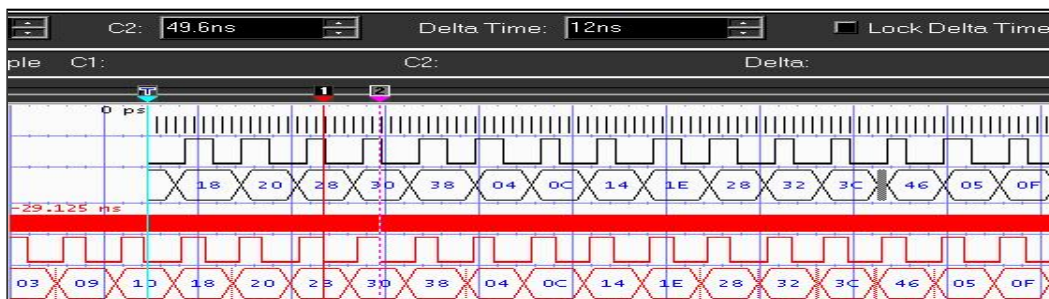 C2: 49.6ns Delta Time: 12ns Lock Delta Time
ple C1: C2: Delta:
T 1 2
0 ps
18 20 28 30 38 04 0C 14 1E 28 32 3C 46 05 0F
-29.125 ns
03 09 10 18 20 28 30 38 04 0C 14 1E 28 32 3C 46 05 0F